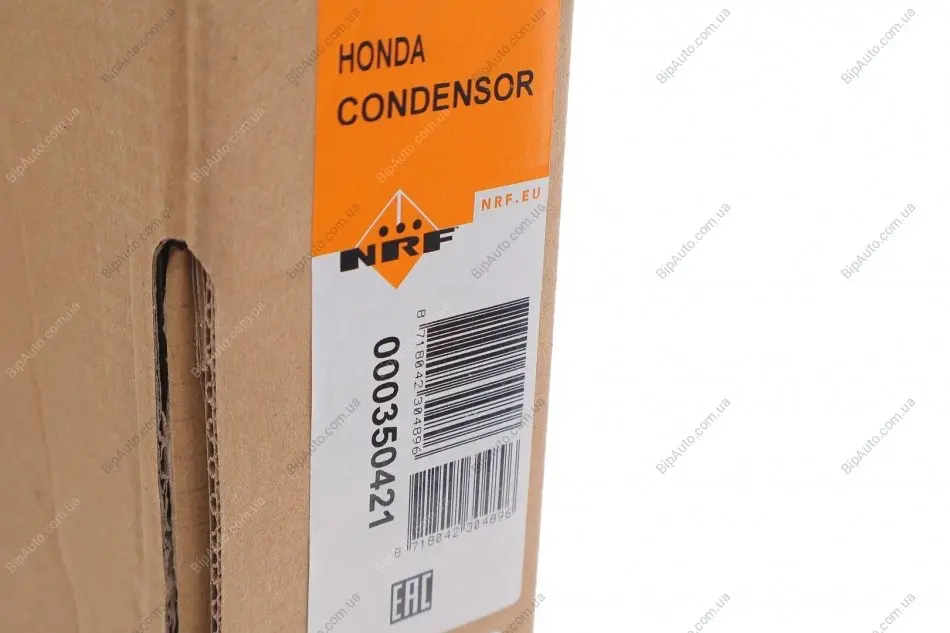 HONDA
CONDENSOR
NRF.EU
NRF
000350421
8 718042 304896
8 718042 304896
EAC
BipAuto.com.ua